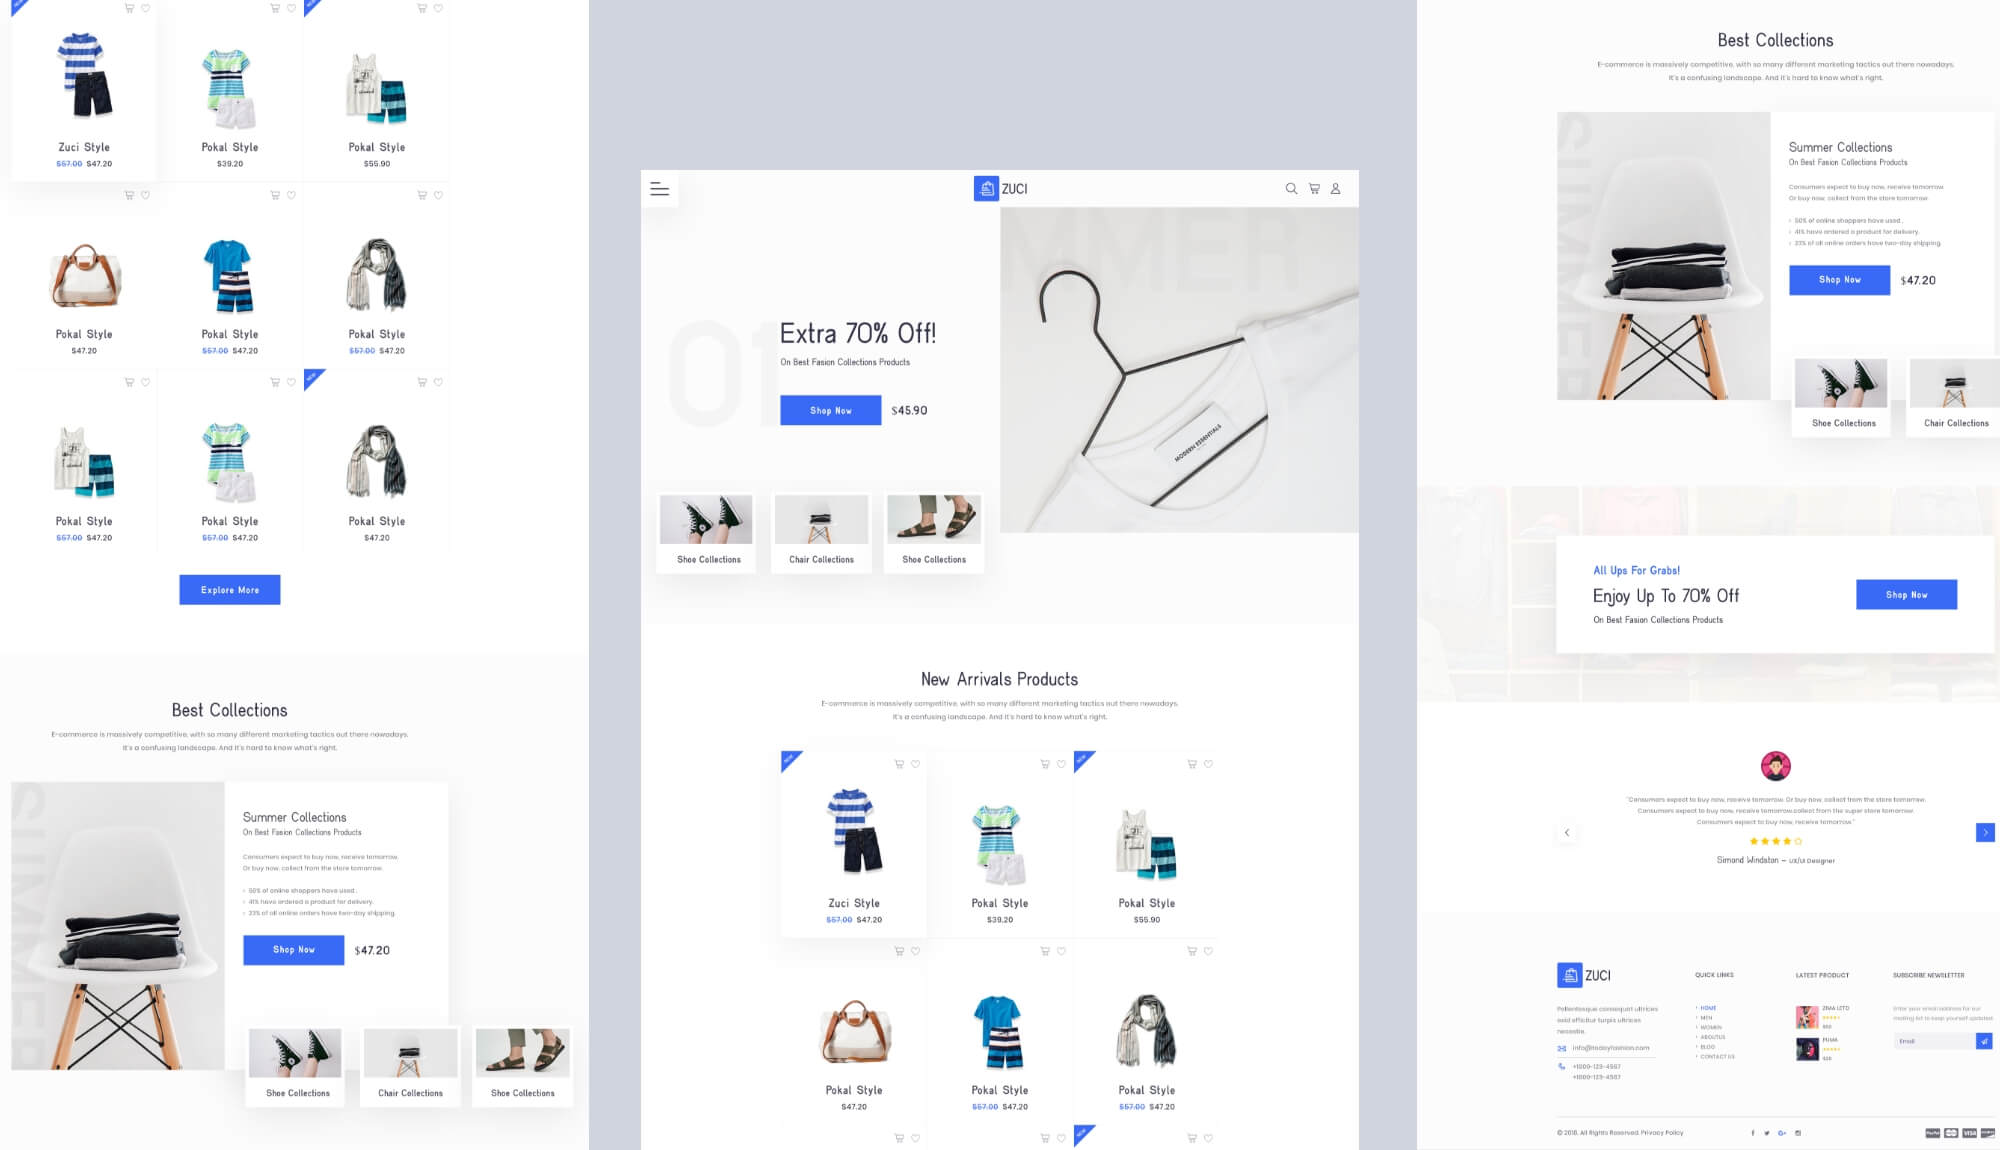 NEW
NEW
Zuci Style
$57.00 $47.20
Pokal Style
$39.20
Pokal Style
$55.90
Pokal Style
$47.20
Pokal Style
$57.00 $47.20
Pokal Style
$57.00 $47.20
NEW
Pokal Style
$57.00 $47.20
Pokal Style
$57.00 $47.20
Pokal Style
$47.20
Explore More
Best Collections
E-commerce is massively competitive, with so many different marketing tactics out there nowadays.
It's a confusing landscape. And it's hard to know what's right.
SUMMER
Summer Collections
On Best Fasion Collections Products
Consumers expect to buy now, receive tomorrow.
Or buy now, collect from the store tomorrow.
50% of online shoppers have used .
41% have ordered a product for delivery.
23% of all online orders have two-day shipping.
Shop Now $47.20
Shoe Collections
Chair Collections
Shoe Collections
ZUCI
MMER
01
Extra 70% Off!
On Best Fasion Collections Products
Shop Now $45.90
MODERN ESSENTIALS
Shoe Collections
Chair Collections
Shoe Collections
New Arrivals Products
E-commerce is massively competitive, with so many different marketing tactics out there nowadays.
It's a confusing landscape. And it's hard to know what's right.
NEW
NEW
Zuci Style
$57.00 $47.20
Pokal Style
$39.20
Pokal Style
$55.90
Pokal Style
$47.20
Pokal Style
$57.00 $47.20
Pokal Style
$57.00 $47.20
NEW
Best Collections
E-commerce is massively competitive, with so many different marketing tactics out there nowadays.
It's a confusing landscape. And it's hard to know what's right.
SUMMER
Summer Collections
On Best Fasion Collections Products
Consumers expect to buy now, receive tomorrow.
Or buy now, collect from the store tomorrow.
50% of online shoppers have used .
41% have ordered a product for delivery.
23% of all online orders have two-day shipping.
Shop Now $47.20
Shoe Collections
Chair Collections
All Ups For Grabs!
Enjoy Up To 70% Off
On Best Fasion Collections Products
Shop Now
"Consumers expect to buy now, receive tomorrow. Or buy now, collect from the store tomorrow.
Consumers expect to buy now, receive tomorrow.collect from the super store tomorrow.
Consumers expect to buy now, receive tomorrow."
Simond Windston – UX/UI Designer
ZUCI
Pellentesque consequat ultrices
sed efficitur turpis ultrices
necastie.
info@todayfashion.com
+1000-123-4567
+1000-123-4567
QUICK LINKS
HOME
MEN
WOMEN
ABOUTUS
BLOG
CONTACT US
LATEST PRODUCT
PUMA
SUBSCRIBE NEWSLETTER
Enter your email address for our
mailing list to keep yourself updated.
Email
© 2018. All Rights Reserved. Privacy Policy
PayPal
VISA